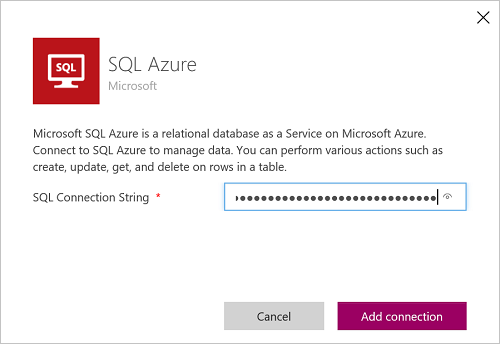 SQL
SQL Azure
Microsoft
Microsoft SQL Azure is a relational database as a Service on Microsoft Azure.
Connect to SQL Azure to manage data. You can perform various actions such as
create, update, get, and delete on rows in a table.
SQL Connection String *
Cancel
Add connection